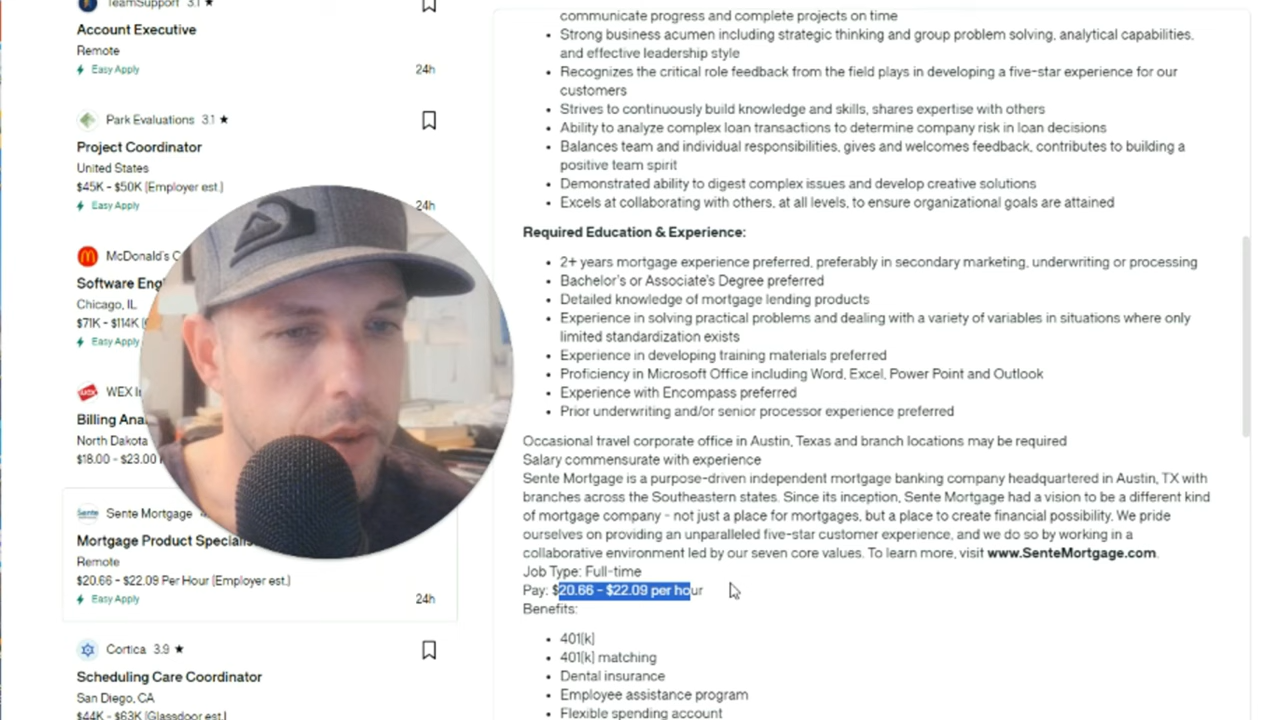 TeamSupport 3.1 ★
Account Executive
Remote
Easy Apply
24h
Park Evaluations 3.1 ★
Project Coordinator
United States
$45K - $50K (Employer est.)
Easy Apply
24h
McDonald's
Software
Chicago, IL
$71K - $114K
Easy Apply
WEX
Billing
North Dakota
$18.00 - $23.00
Sente Mortgage
Mortgage Product
Remote
$20.66 - $22.09 Per Hour (Employer est.)
Easy Apply
24h
Cortica 3.9 ★
Scheduling Care Coordinator
San Diego, CA
$44K - $63K (Glassdoor est.)
communicate progress and complete projects on time
• Strong business acumen including strategic thinking and group problem solving, analytical capabilities,
and effective leadership style
• Recognizes the critical role feedback from the field plays in developing a five-star experience for our
customers
• Strives to continuously build knowledge and skills, shares expertise with others
• Ability to analyze complex loan transactions to determine company risk in loan decisions
• Balances team and individual responsibilities, gives and welcomes feedback, contributes to building a
positive team spirit
• Demonstrated ability to digest complex issues and develop creative solutions
• Excels at collaborating with others, at all levels, to ensure organizational goals are attained
Required Education & Experience:
• 2+ years mortgage experience preferred, preferably in secondary marketing, underwriting or processing
• Bachelor's or Associate's Degree preferred
• Detailed knowledge of mortgage lending products
• Experience in solving practical problems and dealing with a variety of variables in situations where only
limited standardization exists
• Experience in developing training materials preferred
• Proficiency in Microsoft Office including Word, Excel, Power Point and Outlook
• Experience with Encompass preferred
• Prior underwriting and/or senior processor experience preferred
Occasional travel corporate office in Austin, Texas and branch locations may be required
Salary commensurate with experience
Sente Mortgage is a purpose-driven independent mortgage banking company headquartered in Austin, TX with
branches across the Southeastern states. Since its inception, Sente Mortgage had a vision to be a different kind
of mortgage company - not just a place for mortgages, but a place to create financial possibility. We pride
ourselves on providing an unparalleled five-star customer experience, and we do so by working in a
collaborative environment led by our seven core values. To learn more, visit www.SenteMortgage.com.
Job Type: Full-time
Pay: $20.66 - $22.09 per hour
Benefits:
• 401(k)
• 401(k) matching
• Dental insurance
• Employee assistance program
• Flexible spending account